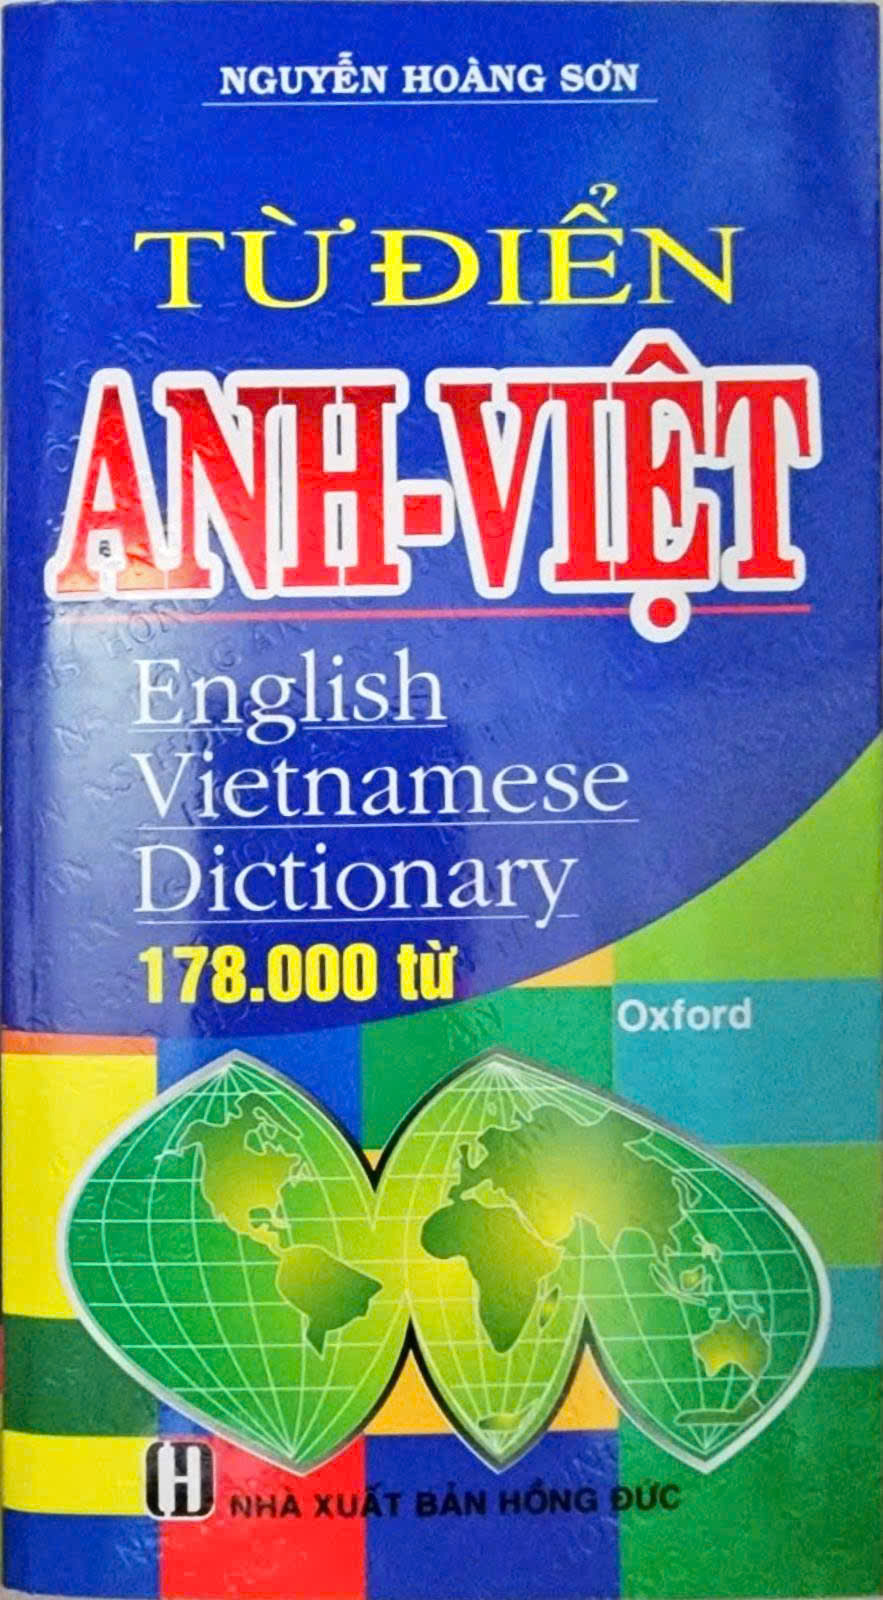 NGUYỄN HOÀNG SƠN
TỪ ĐIỂN
ANH-VIỆT
English
Vietnamese
Dictionary
178.000 từ
Oxford
NHÀ XUẤT BẢN HỒNG ĐỨC